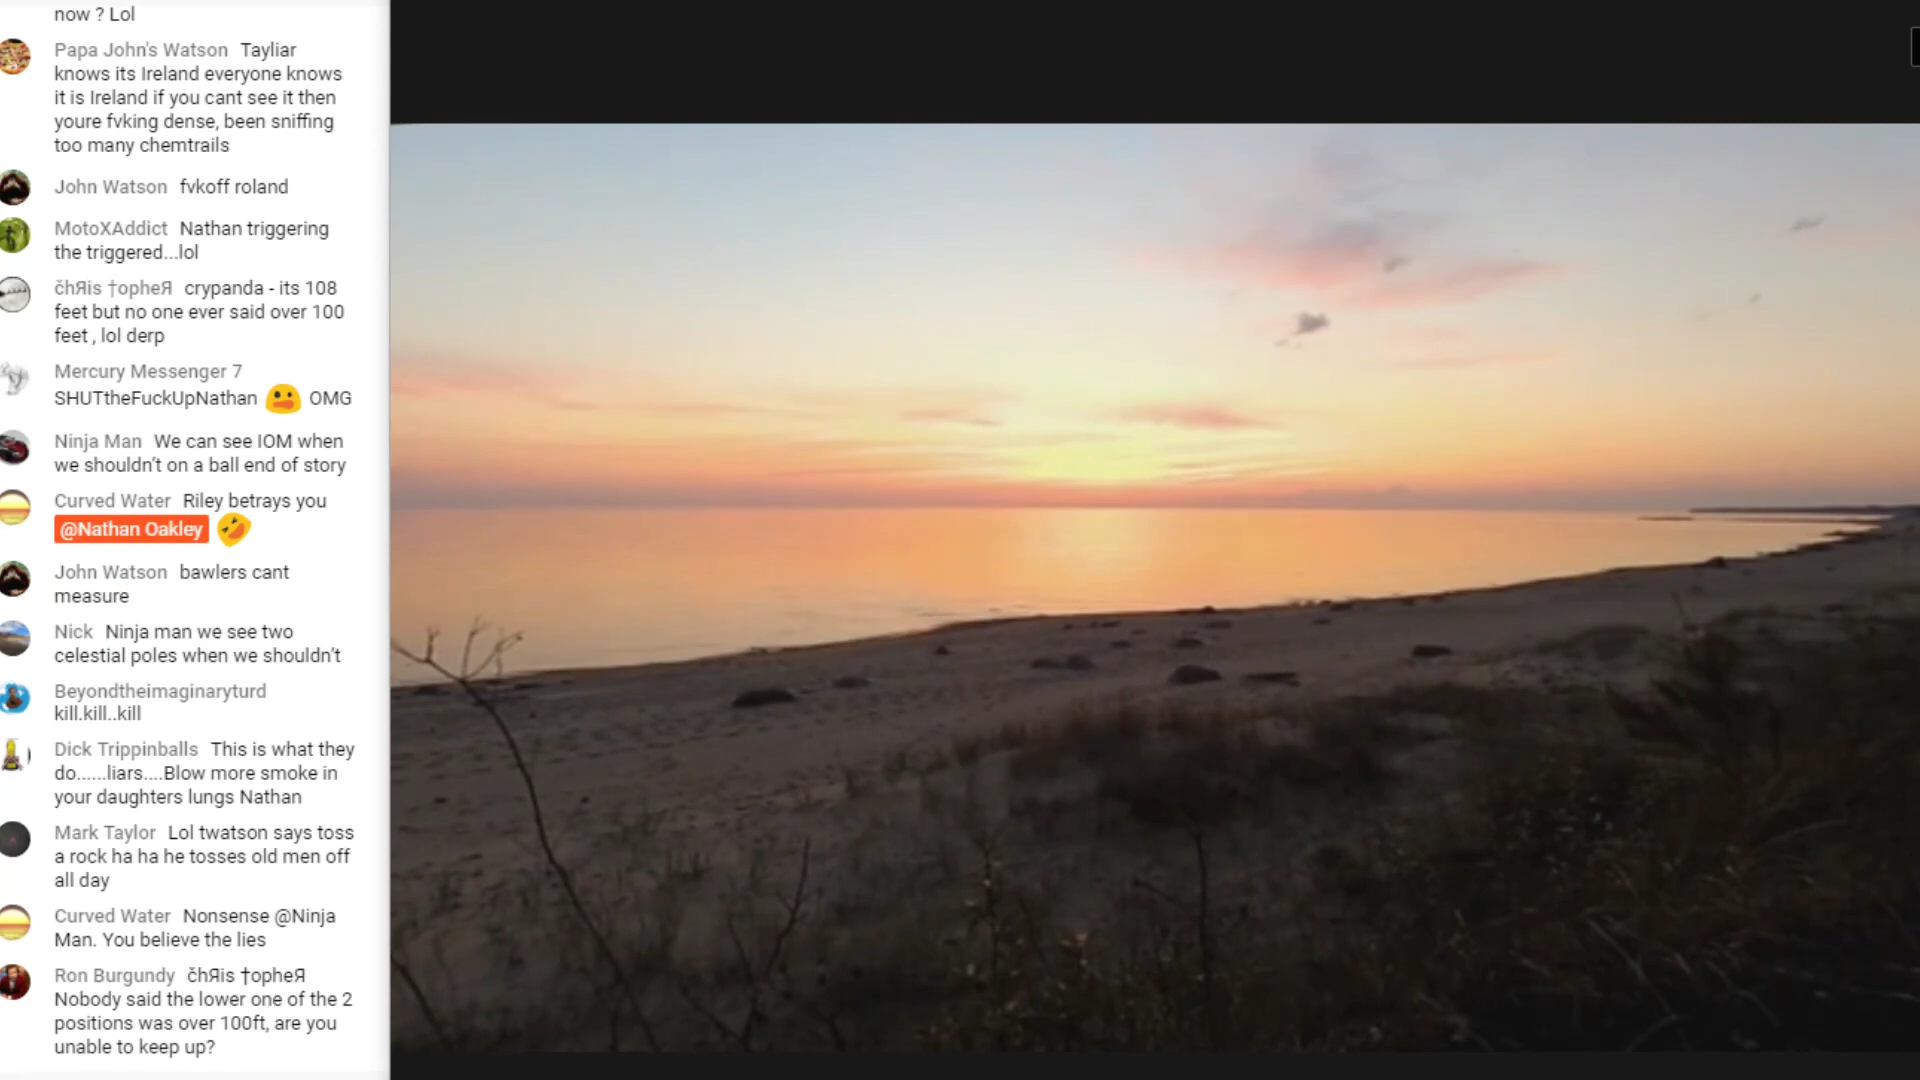 now ? Lol
Papa John's Watson Tayliar
knows its Ireland everyone knows
it is Ireland if you cant see it then
youre fvking dense, been sniffing
too many chemtrails
John Watson fvkoff roland
MotoXAddict Nathan triggering
the triggered...lol
čhЯis †opheЯ crypanda - its 108
feet but no one ever said over 100
feet , lol derp
Mercury Messenger 7
SHUTtheFuckUpNathan OMG
Ninja Man We can see IOM when
we shouldn't on a ball end of story
Curved Water Riley betrays you
@Nathan Oakley
John Watson bawlers cant
measure
Nick Ninja man we see two
celestial poles when we shouldn't
Beyondtheimaginaryturd
kill.kill..kill
Dick Trippinballs This is what they
do......liars....Blow more smoke in
your daughters lungs Nathan
Mark Taylor Lol twatson says toss
a rock ha ha he tosses old men off
all day
Curved Water Nonsense @Ninja
Man. You believe the lies
Ron Burgundy čhЯis †opheЯ
Nobody said the lower one of the 2
positions was over 100ft, are you
unable to keep up?